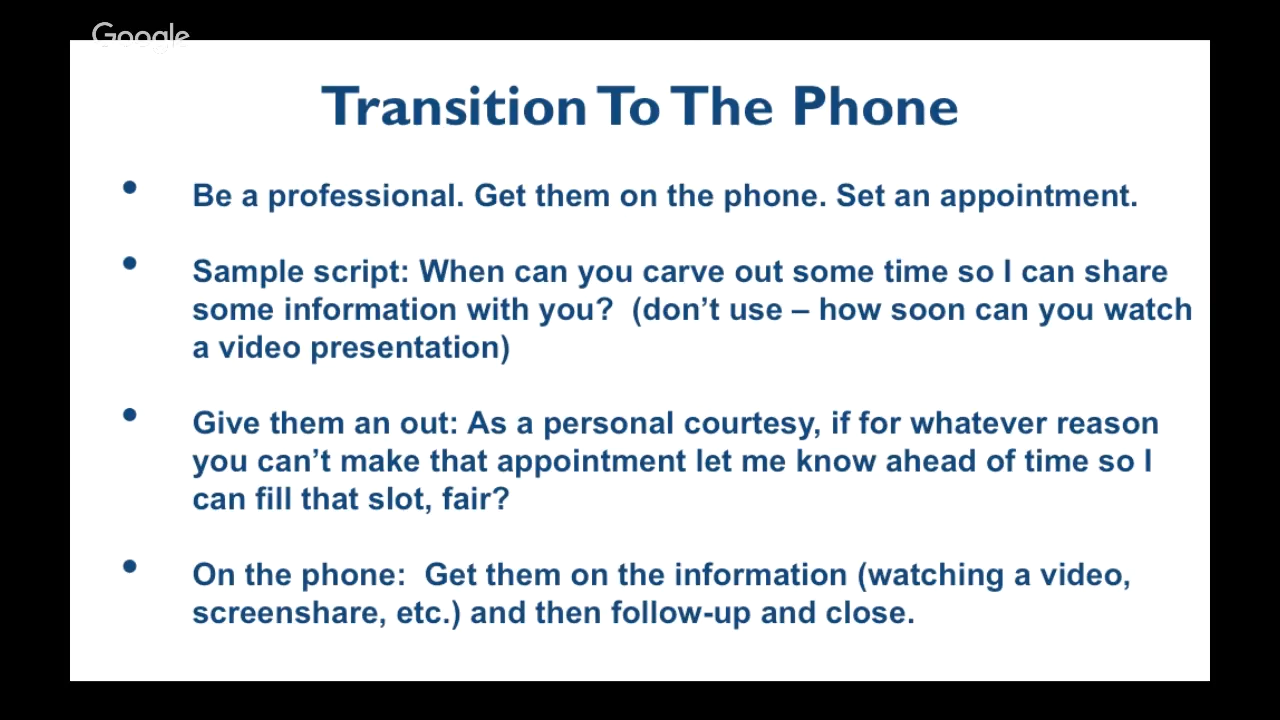 Google
Transition To The Phone
• Be a professional. Get them on the phone. Set an appointment.
• Sample script: When can you carve out some time so I can share
some information with you?  (don’t use – how soon can you watch
a video presentation)
• Give them an out: As a personal courtesy, if for whatever reason
you can’t make that appointment let me know ahead of time so I
can fill that slot, fair?
• On the phone:  Get them on the information (watching a video,
screenshare, etc.) and then follow-up and close.